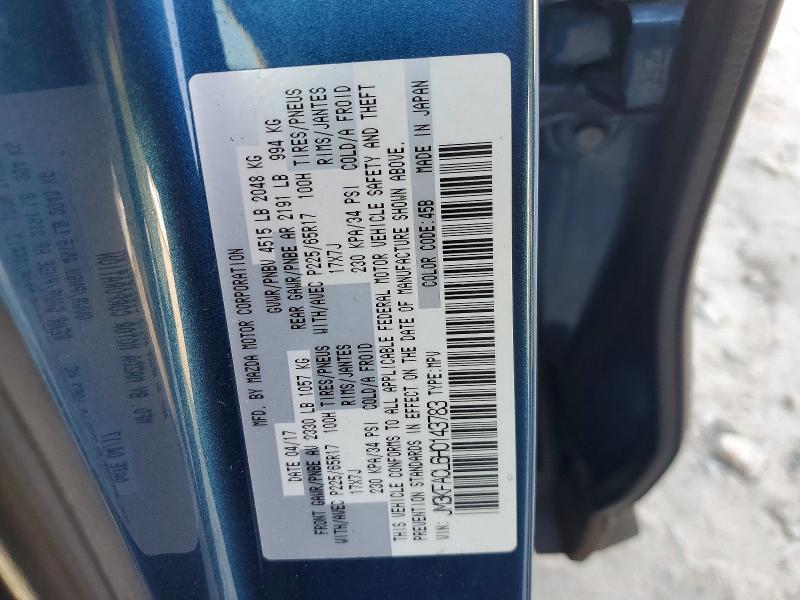 MFD. BY MAZDA MOTOR CORPORATION
DATE 04/17 GVWR/PNBV 4515 LB 2048 KG
FRONT GAWR/PNBE AV 2330 LB 1057 KG REAR GAWR/PNBE AR 2191 LB 994 KG
WITH/AVEC P225/65R17 100H TIRES/PNEUS WITH/AVEC P225/65R17 100H TIRES/PNEUS
17X7J RIMS/JANTES 17X7J RIMS/JANTES
230 KPA/34 PSI COLD/A FROID 230 KPA/34 PSI COLD/A FROID
THIS VEHICLE CONFORMS TO ALL APPLICABLE FEDERAL MOTOR VEHICLE SAFETY AND THEFT
PREVENTION STANDARDS IN EFFECT ON THE DATE OF MANUFACTURE SHOWN ABOVE.
JM3KFACL6H0143783 TYPE:MPV COLOR CODE:45B MADE IN JAPAN